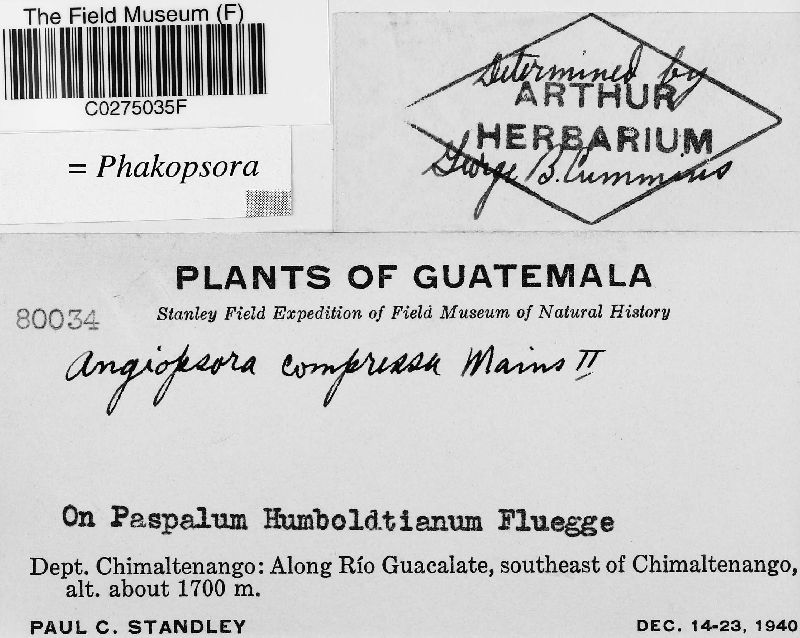 The Field Museum (F)
C0275035F
= Phakopsora
Determined by
ARTHUR
HERBARIUM
George B. Cummins
PLANTS OF GUATEMALA
80034
Stanley Field Expedition of Field Museum of Natural History
Angiopsora compressa Mains II
On Paspalum Humboldtianum Fluegge
Dept. Chimaltenango: Along Río Guacalate, southeast of Chimaltenango,
alt. about 1700 m.
PAUL C. STANDLEY
DEC. 14-23, 1940